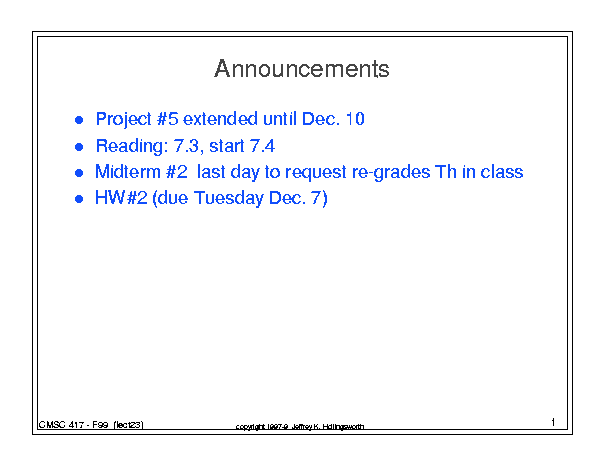 Announcements
● Project #5 extended until Dec. 10
● Reading: 7.3, start 7.4
● Midterm #2 last day to request re-grades Th in class
● HW#2 (due Tuesday Dec. 7)
CMSC 417 - F99 (lect23)
copyright 1997-9 Jeffrey K. Hollingsworth
1